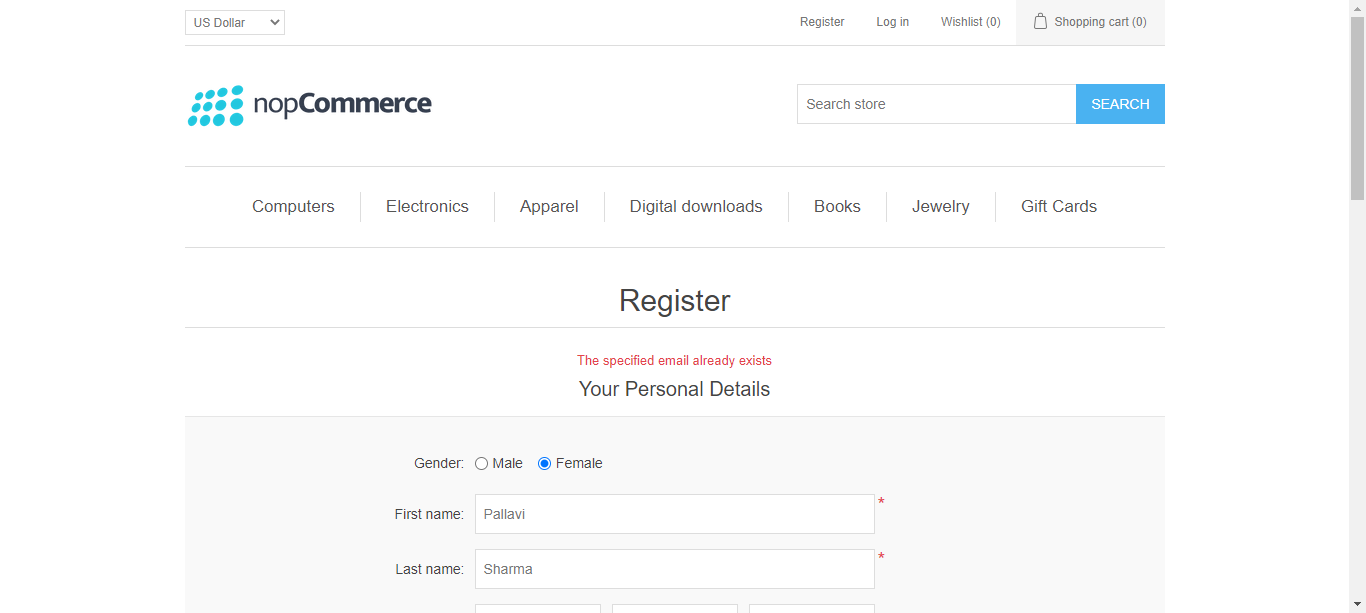 US Dollar Register Log in Wishlist (0) Shopping cart (0)
nopCommerce Search store SEARCH
Computers Electronics Apparel Digital downloads Books Jewelry Gift Cards
Register
The specified email already exists
Your Personal Details
Gender: Male Female
First name: Pallavi *
Last name: Sharma *